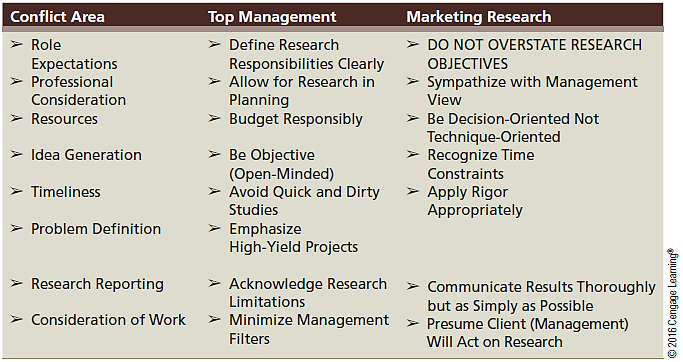 Conflict Area
Top Management
Marketing Research
➢ Role
Expectations
➢ Professional
Consideration
➢ Resources
➢ Idea Generation
➢ Timeliness
➢ Problem Definition
➢ Research Reporting
➢ Consideration of Work
➢ Define Research
Responsibilities Clearly
➢ Allow for Research in
Planning
➢ Budget Responsibly
➢ Be Objective
(Open-Minded)
➢ Avoid Quick and Dirty
Studies
➢ Emphasize
High-Yield Projects
➢ Acknowledge Research
Limitations
➢ Minimize Management
Filters
➢ DO NOT OVERSTATE RESEARCH
OBJECTIVES
➢ Sympathize with Management
View
➢ Be Decision-Oriented Not
Technique-Oriented
➢ Recognize Time
Constraints
➢ Apply Rigor
Appropriately
➢ Communicate Results Thoroughly
but as Simply as Possible
➢ Presume Client (Management)
Will Act on Research
© 2016 Cengage Learning®